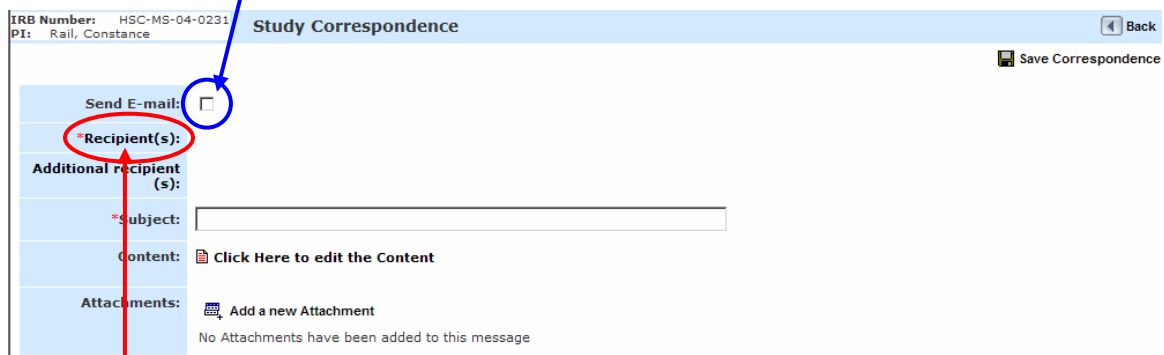 IRB Number: HSC-MS-04-0231
PI: Rail, Constance
Study Correspondence
Back
Save Correspondence
Send E-mail:
*Recipient(s):
Additional recipient
(s):
*Subject:
Content: Click Here to edit the Content
Attachments: Add a new Attachment
No Attachments have been added to this message